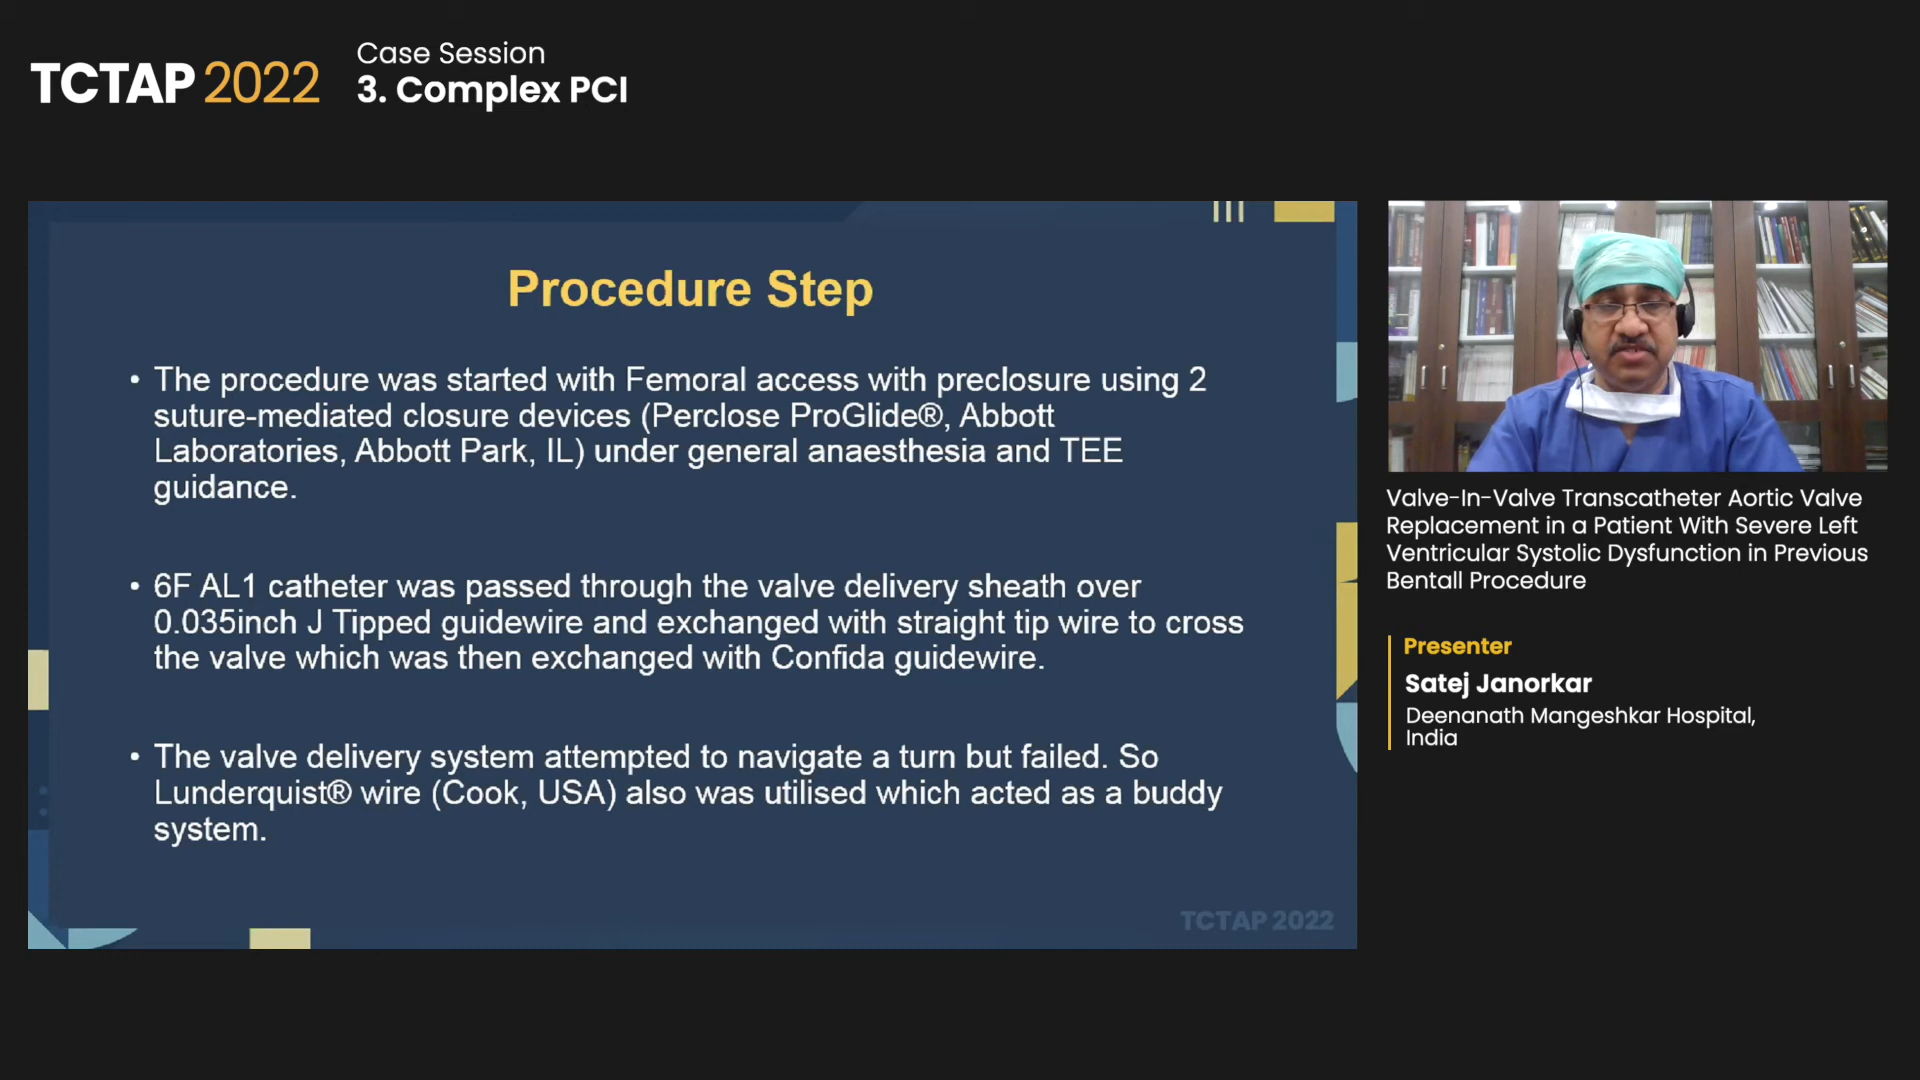 TCTAP 2022
Case Session
3. Complex PCI
Procedure Step
• The procedure was started with Femoral access with preclosure using 2
suture-mediated closure devices (Perclose ProGlide®, Abbott
Laboratories, Abbott Park, IL) under general anaesthesia and TEE
guidance.
• 6F AL1 catheter was passed through the valve delivery sheath over
0.035inch J Tipped guidewire and exchanged with straight tip wire to cross
the valve which was then exchanged with Confida guidewire.
• The valve delivery system attempted to navigate a turn but failed. So
Lunderquist® wire (Cook, USA) also was utilised which acted as a buddy
system.
TCTAP 2022
Valve-In-Valve Transcatheter Aortic Valve
Replacement in a Patient With Severe Left
Ventricular Systolic Dysfunction in Previous
Bentall Procedure
Presenter
Satej Janorkar
Deenanath Mangeshkar Hospital,
India